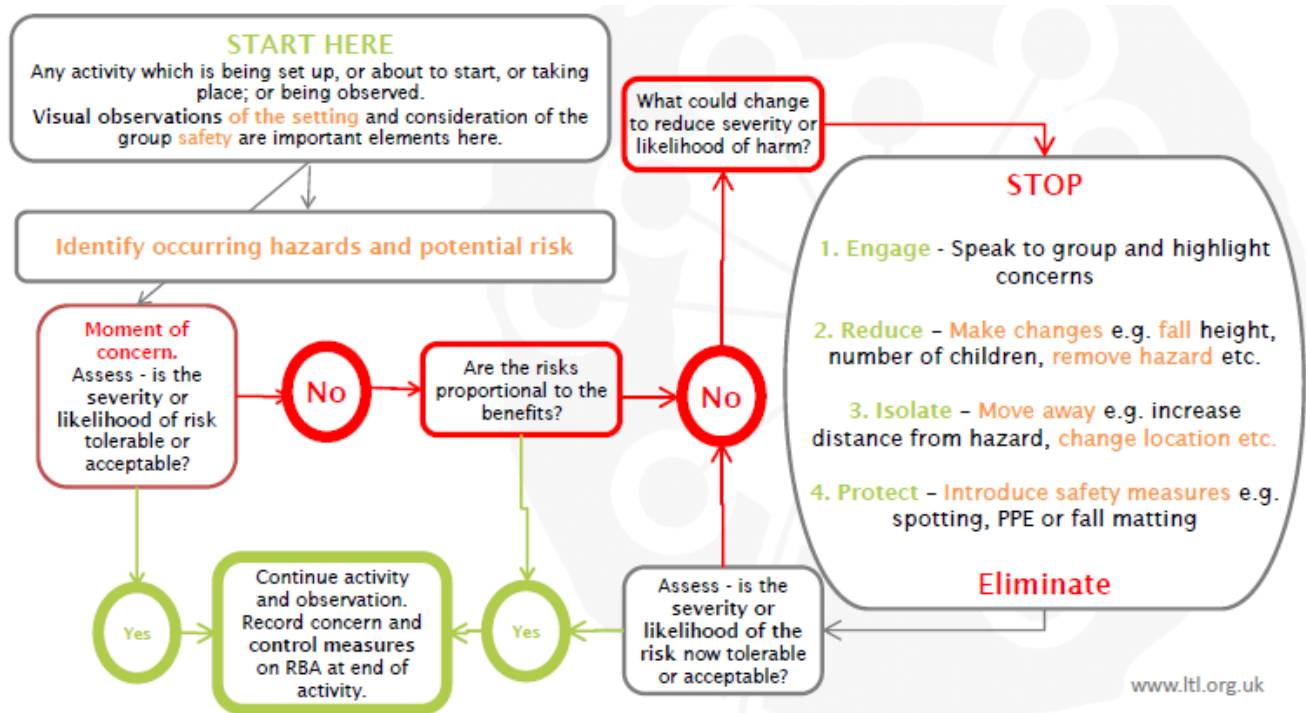 START HERE
Any activity which is being set up, or about to start, or taking
place; or being observed.
Visual observations of the setting and consideration of the
group safety are important elements here.
Identify occurring hazards and potential risk
Moment of
concern.
Assess - is the
severity or
likelihood of risk
tolerable or
acceptable?
No
Are the risks
proportional to the
benefits?
No
What could change
to reduce severity or
likelihood of harm?
STOP
1. Engage - Speak to group and highlight
concerns
2. Reduce – Make changes e.g. fall height,
number of children, remove hazard etc.
3. Isolate – Move away e.g. increase
distance from hazard, change location etc.
4. Protect – Introduce safety measures e.g.
spotting, PPE or fall matting
Eliminate
Assess - is the
severity or
likelihood of the
risk now tolerable
or acceptable?
Yes
Continue activity
and observation.
Record concern and
control measures
on RBA at end of
activity.
Yes
www.ltl.org.uk